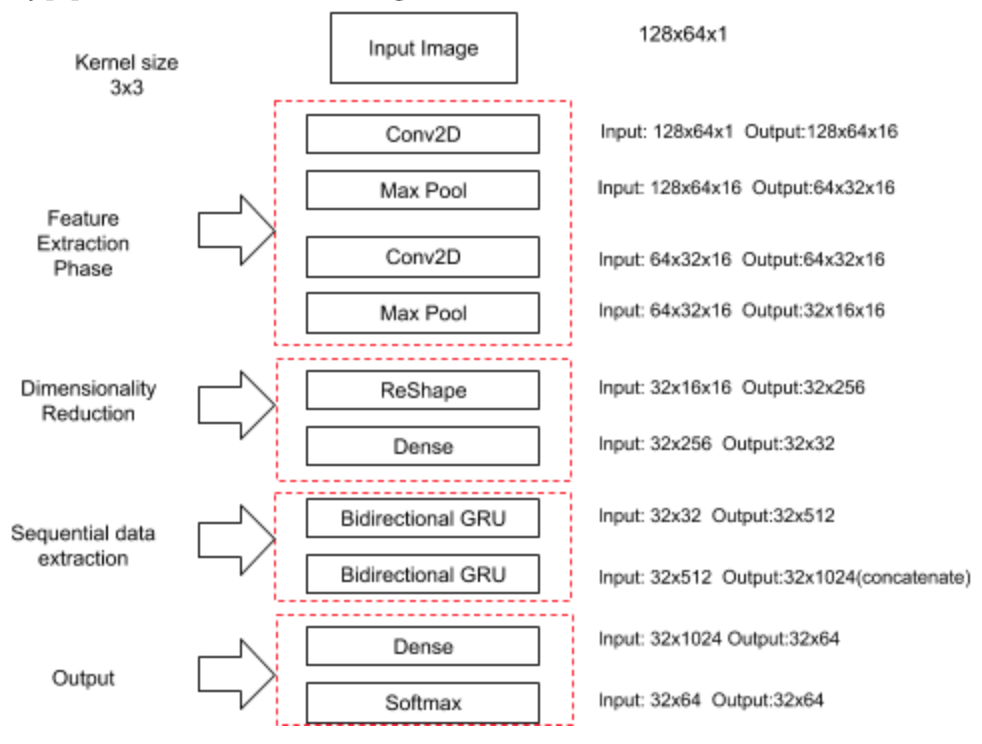 Input Image
128x64x1
Kernel size
3x3
Conv2D
Input: 128x64x1 Output:128x64x16
Max Pool
Input: 128x64x16 Output:64x32x16
Feature
Extraction
Phase
Conv2D
Input: 64x32x16 Output:64x32x16
Max Pool
Input: 64x32x16 Output:32x16x16
Dimensionality
Reduction
ReShape
Input: 32x16x16 Output:32x256
Dense
Input: 32x256 Output:32x32
Sequential data
extraction
Bidirectional GRU
Input: 32x32 Output:32x512
Bidirectional GRU
Input: 32x512 Output:32x1024(concatenate)
Output
Dense
Input: 32x1024 Output:32x64
Softmax
Input: 32x64 Output:32x64